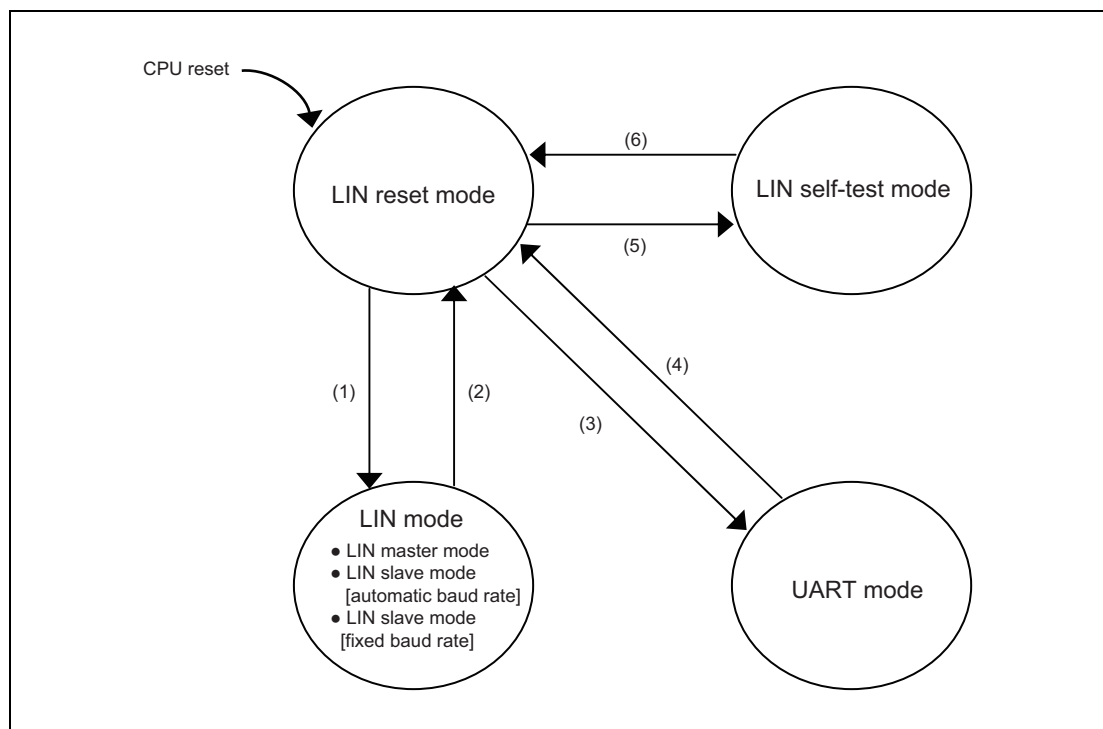 CPU reset
LIN reset mode
(6)
LIN self-test mode
(5)
(1)
(2)
(3)
(4)
LIN mode
● LIN master mode
● LIN slave mode
[automatic baud rate]
● LIN slave mode
[fixed baud rate]
UART mode